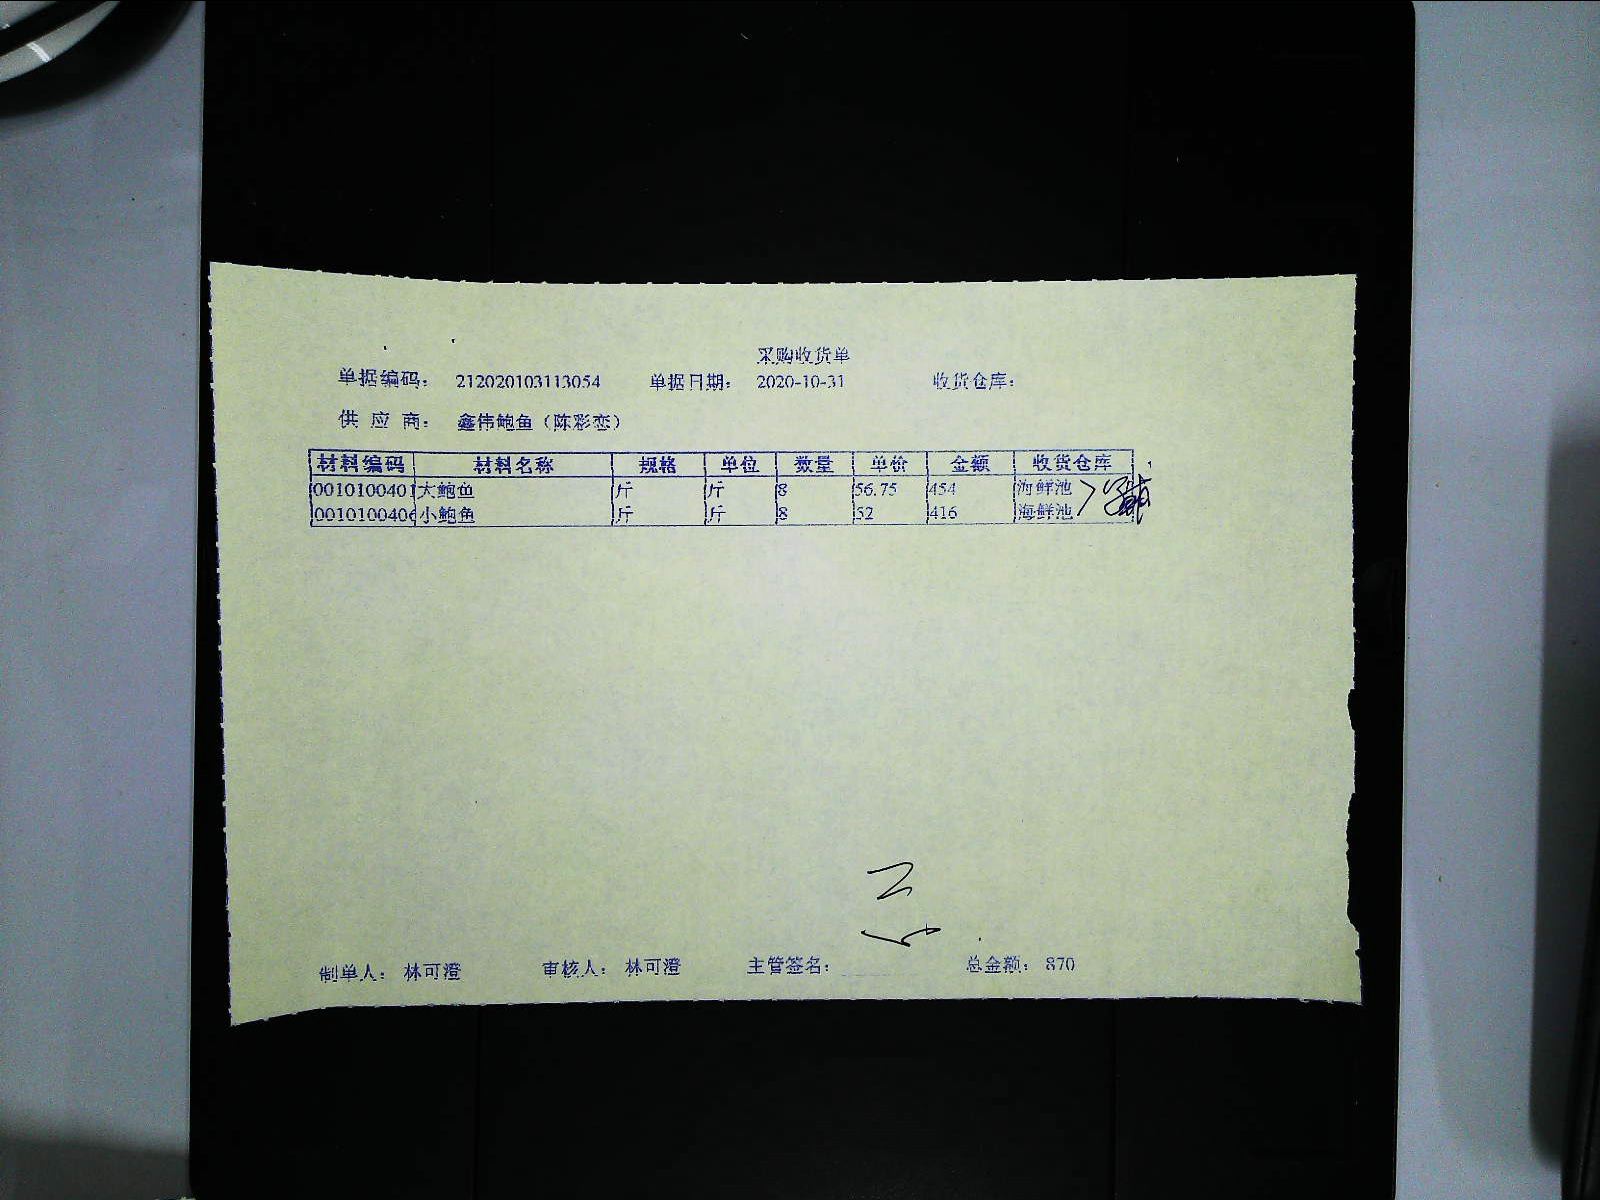 采购收货单
单据编码: 212020103113054 单据日期: 2020-10-31 收货仓库:
供应商: 鑫伟鲍鱼（陈彩恋）
材料编码 材料名称 规格 单位 数量 单价 金额 收货仓库
0010100401 大鲍鱼 斤 斤 8 56.75 454 海鲜池
0010100406 小鲍鱼 斤 斤 8 52 416 海鲜池
制单人: 林可澄 审核人: 林可澄 主管签名: 总金额: 870